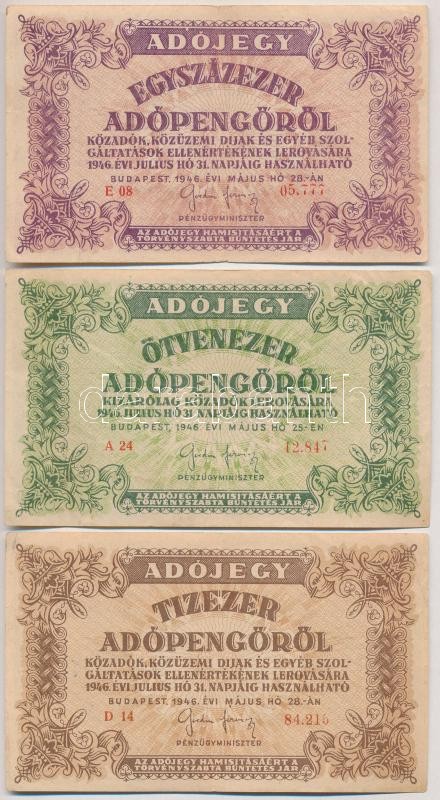 ADÓJEGY
EGYSZÁZEZER
ADÓPENGŐRŐL
KÖZADÓK, KÖZÜZEMI DIJAK ÉS EGYÉB SZOL-
GÁLTATÁSOK ELLENÉRTÉKÉNEK LEROVÁSÁRA
1946. ÉVI JULIUS HÓ 31. NAPJÁIG HASZNÁLHATÓ
BUDAPEST, 1946. ÉVI MÁJUS HÓ 28.-ÁN
E 08 05.777
PÉNZÜGYMINISZTER
AZ ADÓJEGY HAMISITÁSÁÉRT A
TÖRVÉNYSZABTA BÜNTETÉS JÁR
ADÓJEGY
ÖTVENEZER
ADÓPENGŐRŐL
KIZÁRÓLAG KÖZADÓK LEROVÁSÁRA
1946. JULIUS HÓ 31. NAPJÁIG HASZNÁLHATÓ
BUDAPEST, 1946. ÉVI MÁJUS HÓ 25-ÉN
A 24 12.847
PÉNZÜGYMINISZTER
AZ ADÓJEGY HAMISITÁSÁÉRT A
TÖRVÉNYSZABTA BÜNTETÉS JÁR
ADÓJEGY
TIZEZER
ADÓPENGŐRŐL
KÖZADÓK, KÖZÜZEMI DIJAK ÉS EGYÉB SZOL-
GÁLTATÁSOK ELLENÉRTÉKÉNEK LEROVÁSÁRA
1946. ÉVI JULIUS HÓ 31. NAPJÁIG HASZNÁLHATÓ
BUDAPEST, 1946. ÉVI MÁJUS HÓ 28.-ÁN
D 14 84.215
PÉNZÜGYMINISZTER
AZ ADÓJEGY HAMISITÁSÁÉRT A
TÖRVÉNYSZABTA BÜNTETÉS JÁR